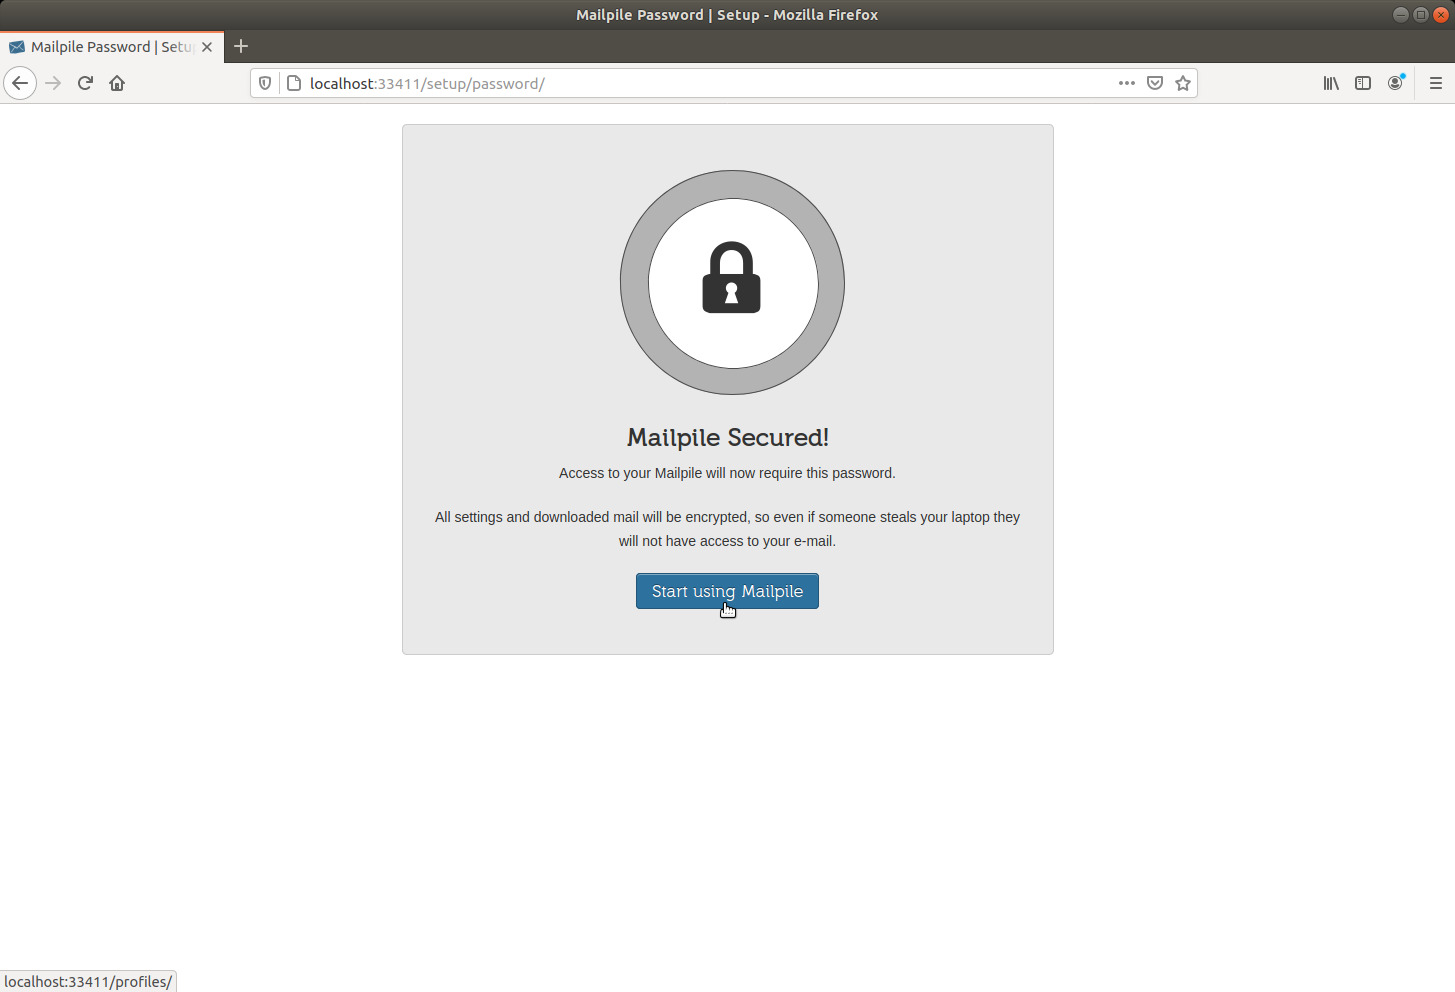 Mailpile Password | Setup - Mozilla Firefox
Mailpile Password | Setu
localhost:33411/setup/password/
Mailpile Secured!
Access to your Mailpile will now require this password.
All settings and downloaded mail will be encrypted, so even if someone steals your laptop they
will not have access to your e-mail.
Start using Mailpile
localhost:33411/profiles/